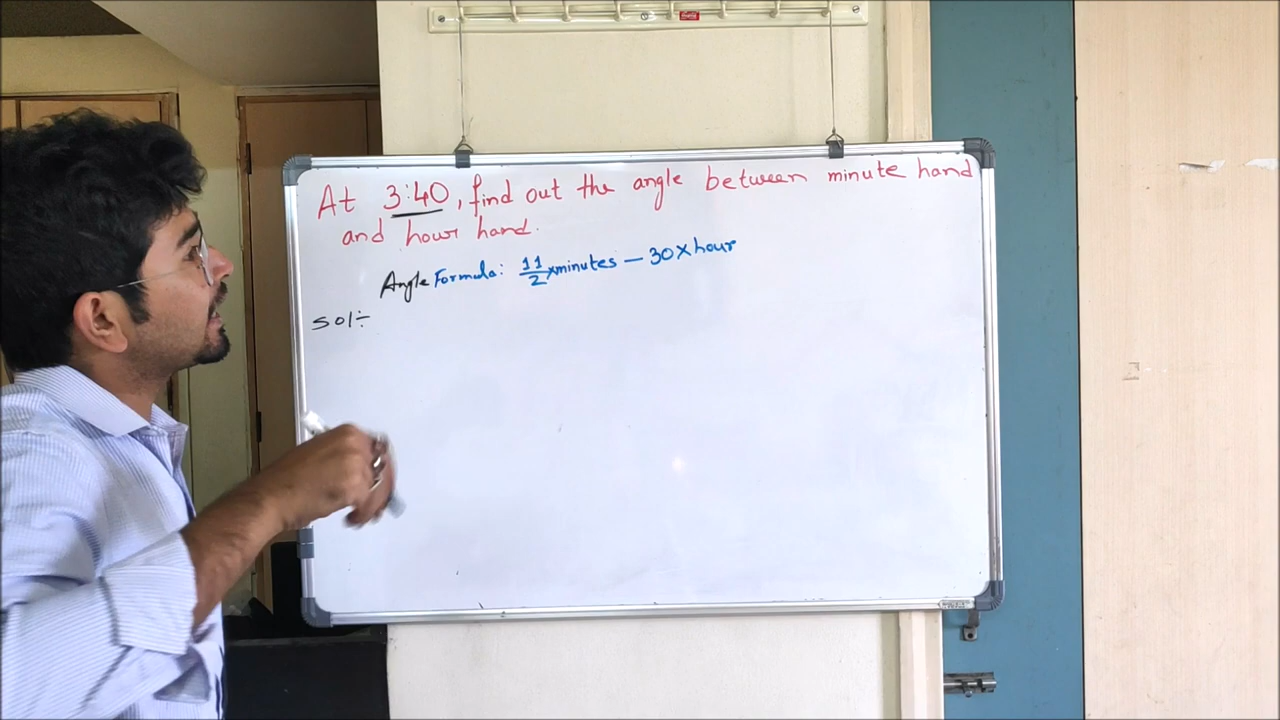 At 3:40, find out the angle between minute hand
and hour hand.
Angle Formula: 11/2 x minutes - 30 x hour
Sol÷